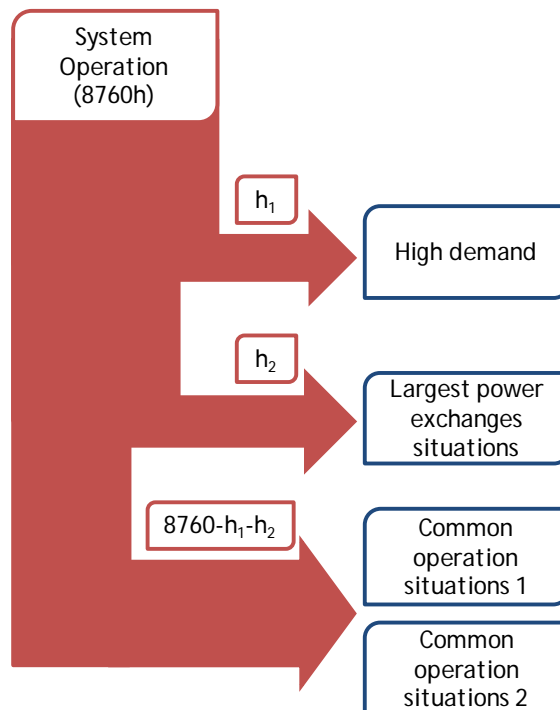 System
Operation
(8760h)
h₁
High demand
h₂
Largest power
exchanges
situations
8760-h₁-h₂
Common
operation
situations 1
Common
operation
situations 2